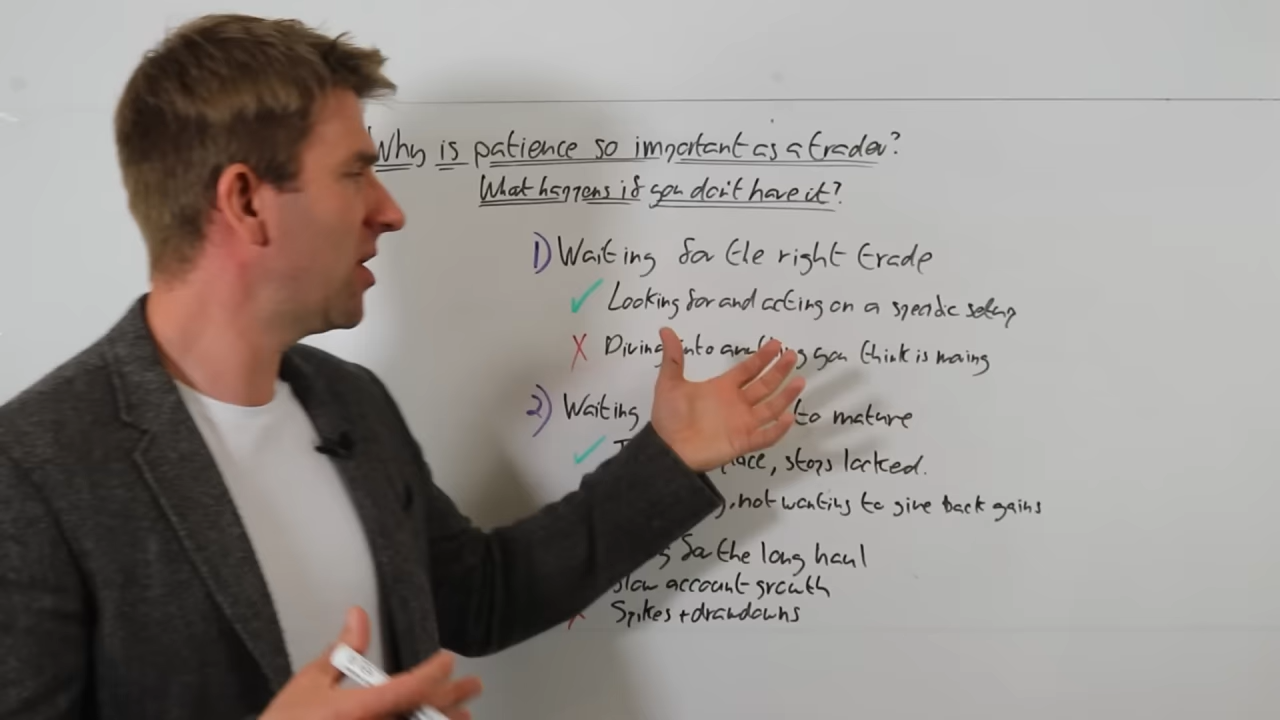 Why is patience so important as a trader?
What happens if you don't have it?
1) Waiting for the right trade
✓ Looking for and acting on a specific setup
X Diving into anything you think is moving
2) Waiting to mature
✓ stops locked.
not wanting to give back gains
for the long haul
slow account growth
X Spikes + drawdowns